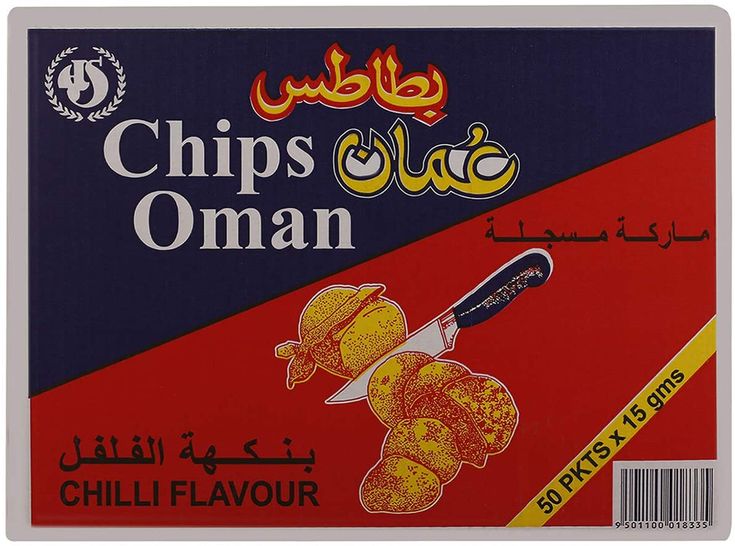 بطاطس
عُمان
Chips
Oman
ماركة مسجلة
بنكهة الفلفل
CHILLI FLAVOUR
50 PKTS x 15 gms
9 501100 018335